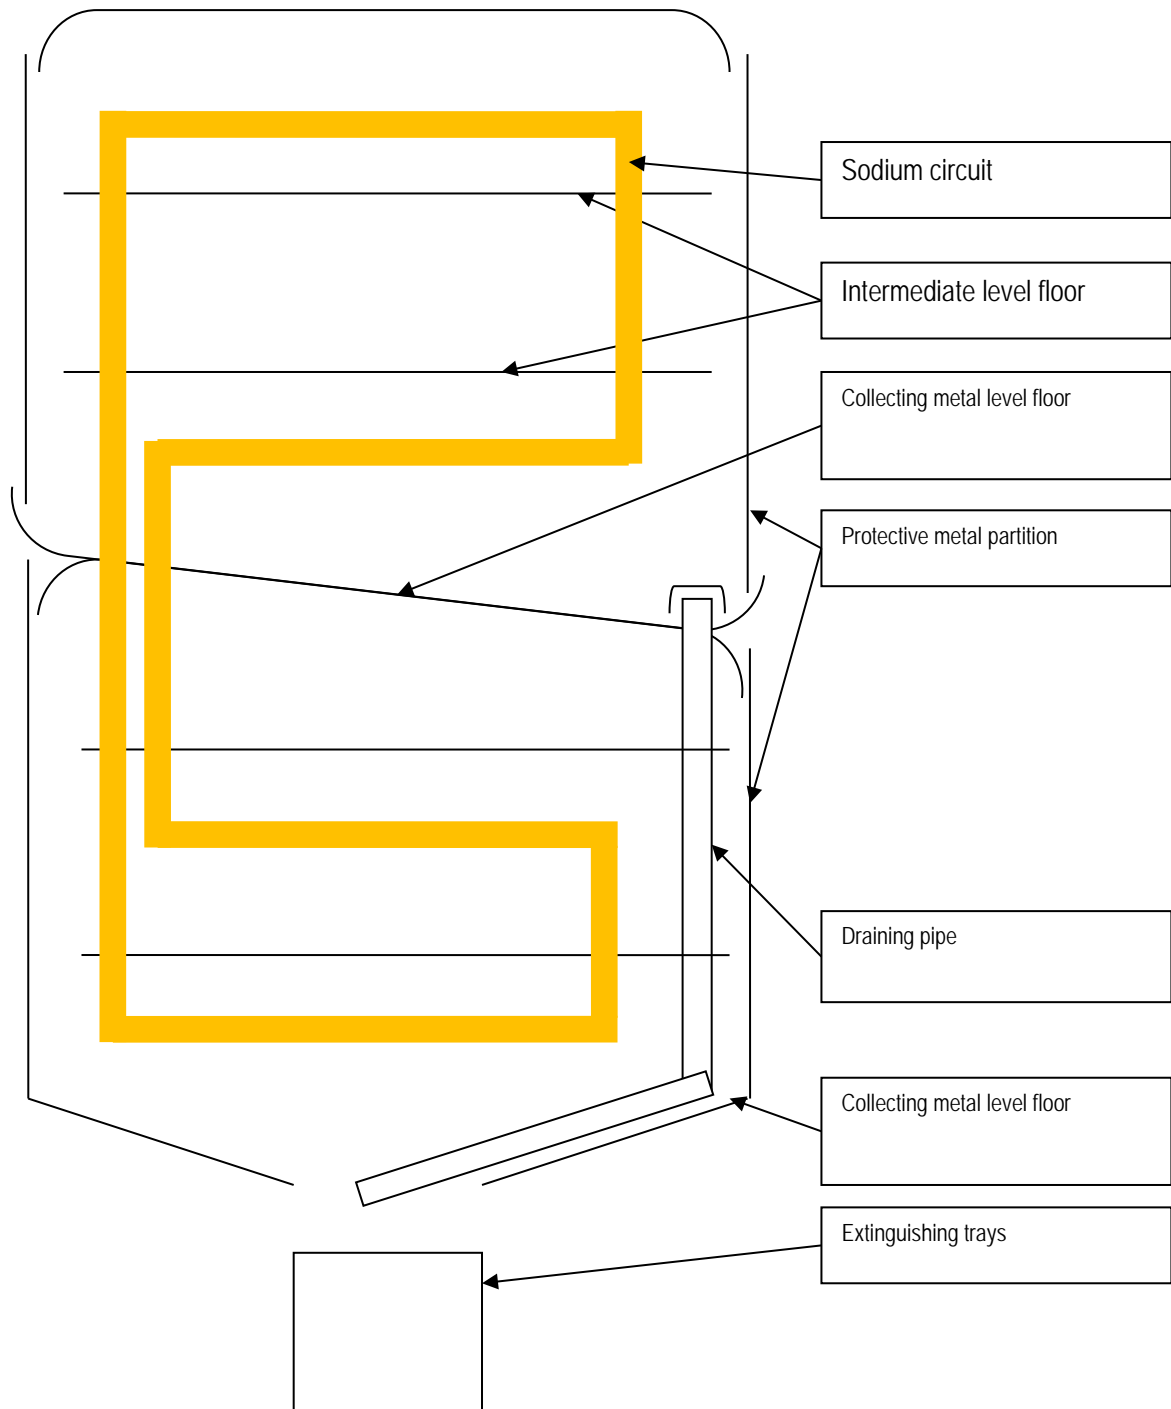 Sodium circuit
Intermediate level floor
Collecting metal level floor
Protective metal partition
Draining pipe
Collecting metal level floor
Extinguishing trays